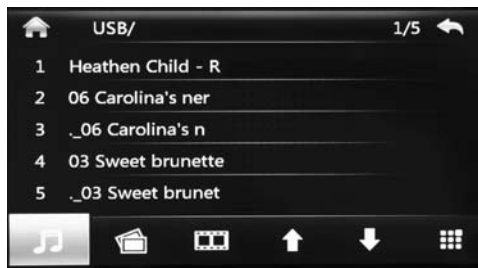 USB/ 1/5
1 Heathen Child - R
2 06 Carolina's ner
3 ._06 Carolina's n
4 03 Sweet brunette
5 ._03 Sweet brunet